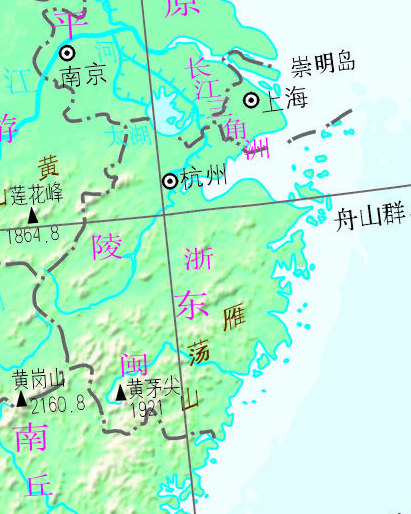 原
平
河
南京
江
长江三角洲
崇明岛
上海
太湖
游
黄
山
莲花峰
1864.8
杭州
舟山群
陵
浙
东
雁
荡
山
闽
黄岗山
2160.8
黄茅尖
1921
南
丘